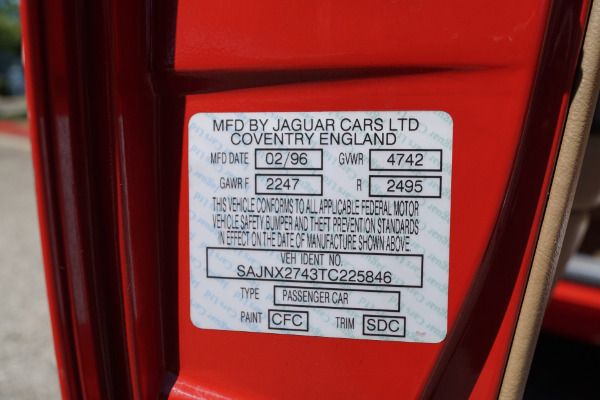 MFD BY JAGUAR CARS LTD
COVENTRY ENGLAND
MFD DATE 02/96 GVWR 4742
GAWR F 2247 R 2495
THIS VEHICLE CONFORMS TO ALL APPLICABLE FEDERAL MOTOR
VEHICLE SAFETY BUMPER AND THEFT PREVENTION STANDARDS
IN EFFECT ON THE DATE OF MANUFACTURE SHOWN ABOVE.
VEH IDENT NO.
SAJNX2743TC225846
TYPE PASSENGER CAR
PAINT CFC TRIM SDC